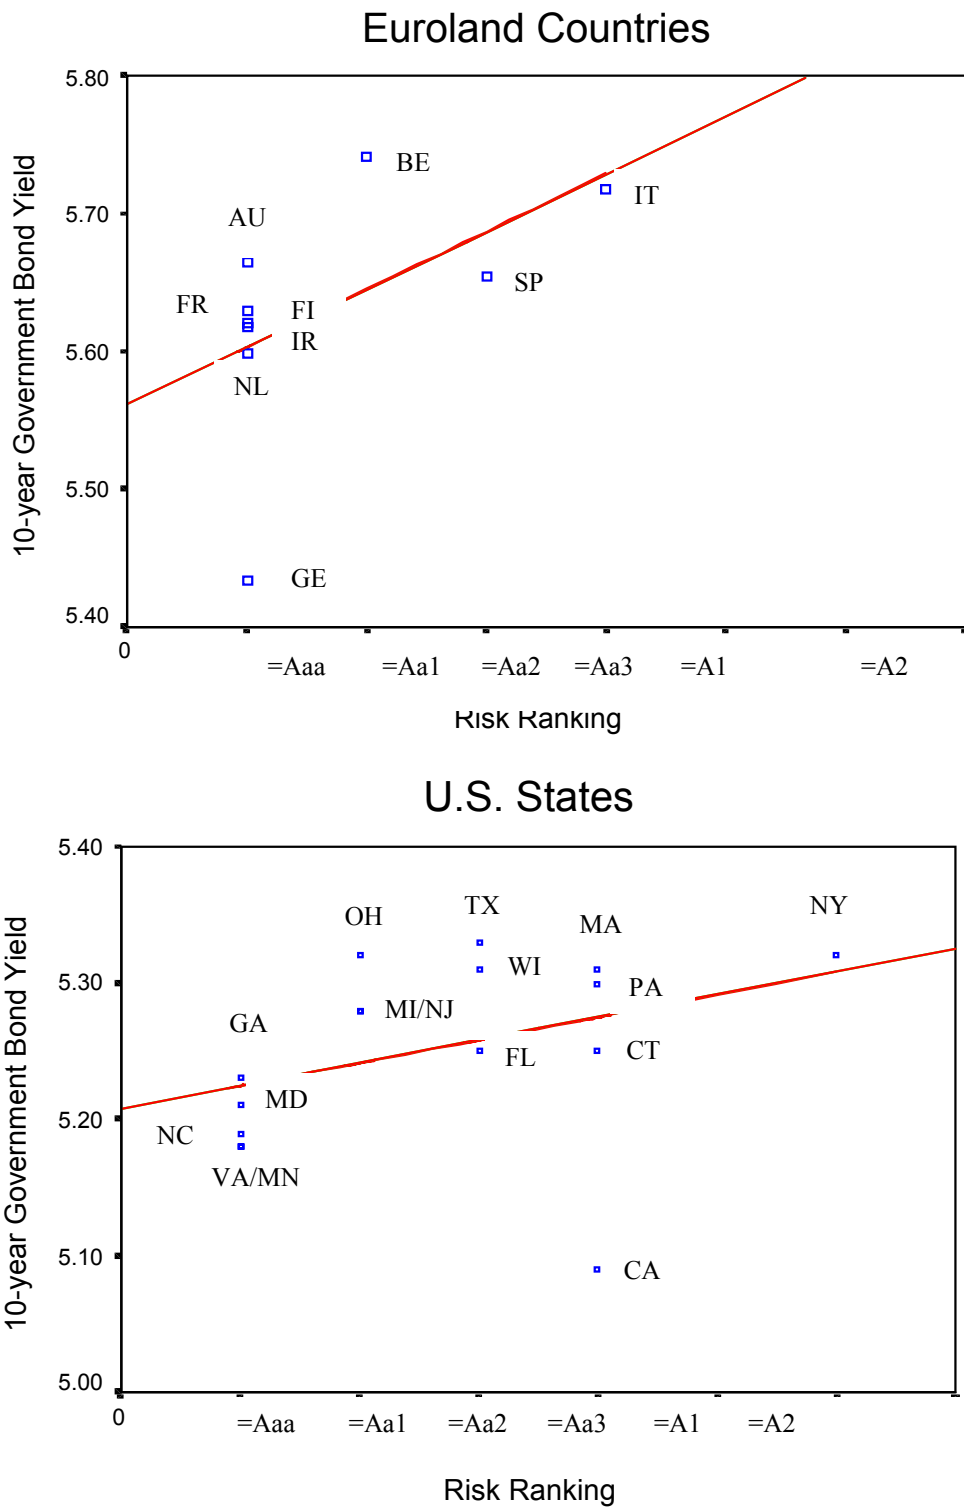 Euroland Countries
10-year Government Bond Yield
5.80
5.70
5.60
5.50
5.40
BE
IT
AU
SP
FR
FI
IR
NL
GE
0
=Aaa =Aa1 =Aa2 =Aa3 =A1 =A2
Risk Ranking
U.S. States
10-year Government Bond Yield
5.40
5.30
5.20
5.10
5.00
OH TX MA NY
WI
PA
GA MI/NJ
FL CT
MD
NC
VA/MN
CA
0
=Aaa =Aa1 =Aa2 =Aa3 =A1 =A2
Risk Ranking